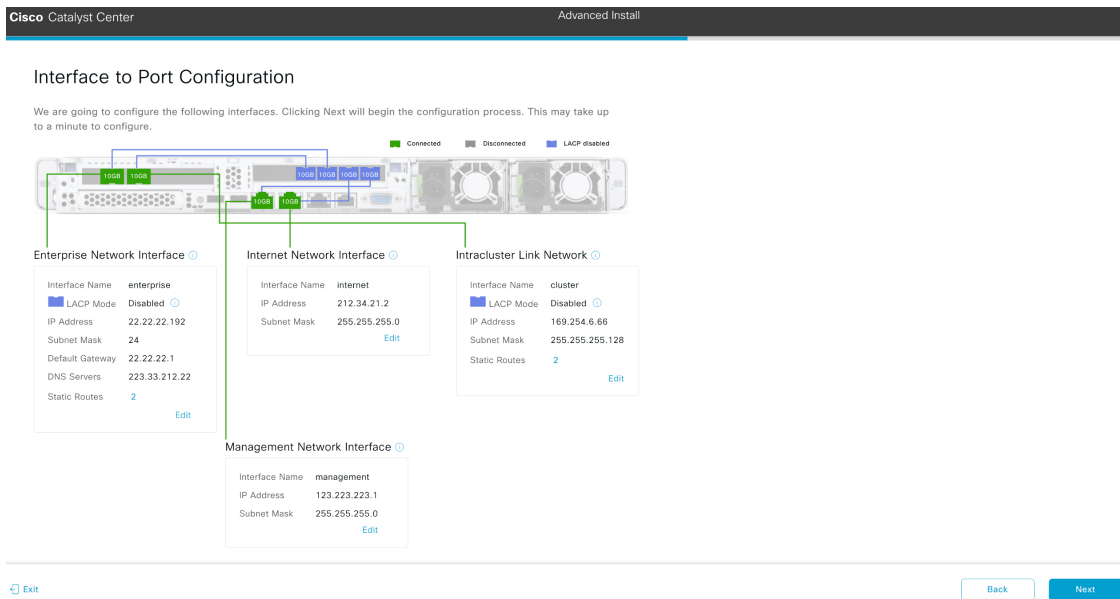 Cisco Catalyst Center
Advanced Install
Interface to Port Configuration
We are going to configure the following interfaces. Clicking Next will begin the configuration process. This may take up
to a minute to configure.
Connected Disconnected LACP disabled
10GB 10GB
10GB 10GB 10GB 10GB
10GB 10GB
Enterprise Network Interface
Interface Name enterprise
LACP Mode Disabled
IP Address 22.22.22.192
Subnet Mask 24
Default Gateway 22.22.22.1
DNS Servers 223.33.212.22
Static Routes 2
Edit
Internet Network Interface
Interface Name internet
IP Address 212.34.21.2
Subnet Mask 255.255.255.0
Edit
Intracluster Link Network
Interface Name cluster
LACP Mode Disabled
IP Address 169.254.6.66
Subnet Mask 255.255.255.128
Static Routes 2
Edit
Management Network Interface
Interface Name management
IP Address 123.223.223.1
Subnet Mask 255.255.255.0
Edit
Exit
Back
Next